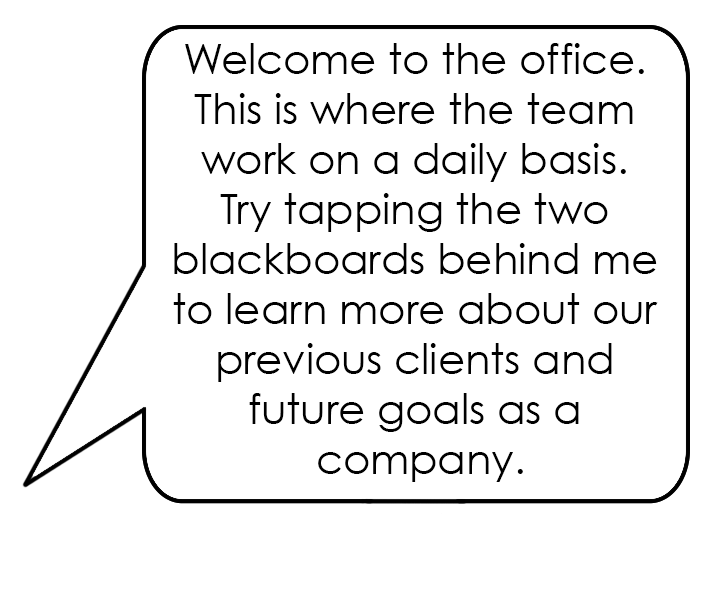 Welcome to the office.
This is where the team
work on a daily basis.
Try tapping the two
blackboards behind me
to learn more about our
previous clients and
future goals as a
company.